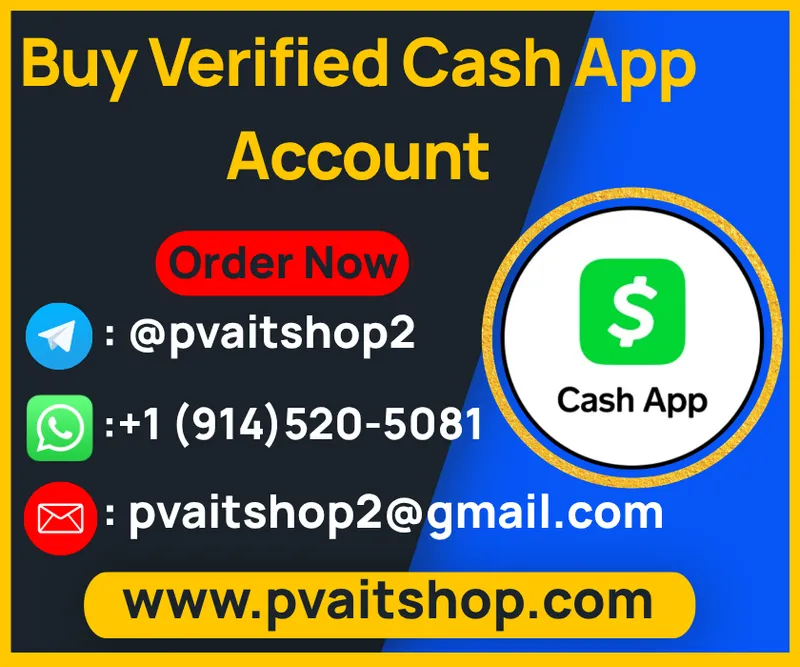 Buy Verified Cash App
Account
Order Now
: @pvaitshop2
:+1 (914)520-5081
: pvaitshop2@gmail.com
www.pvaitshop.com
$
Cash App